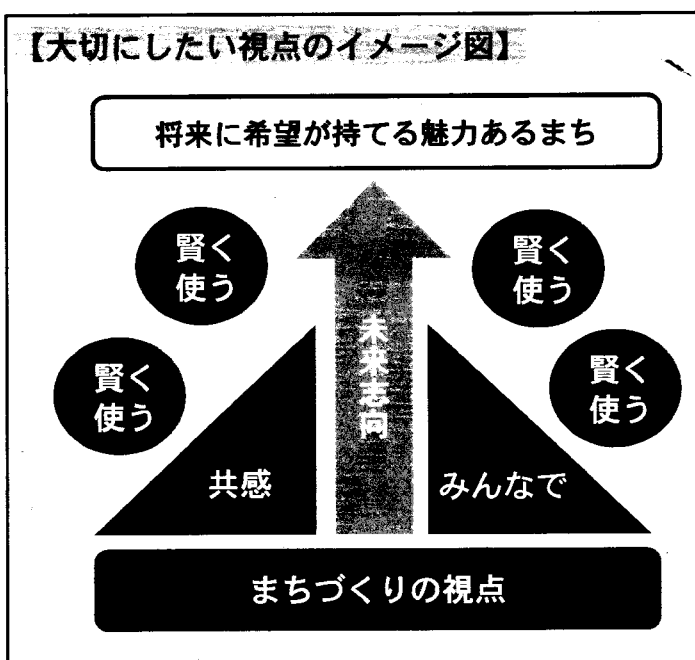 【大切にしたい視点のイメージ図】
将来に希望が持てる魅力あるまち
賢く
使う
賢く
使う
賢く
使う
賢く
使う
未来志向
共感
みんなで
まちづくりの視点